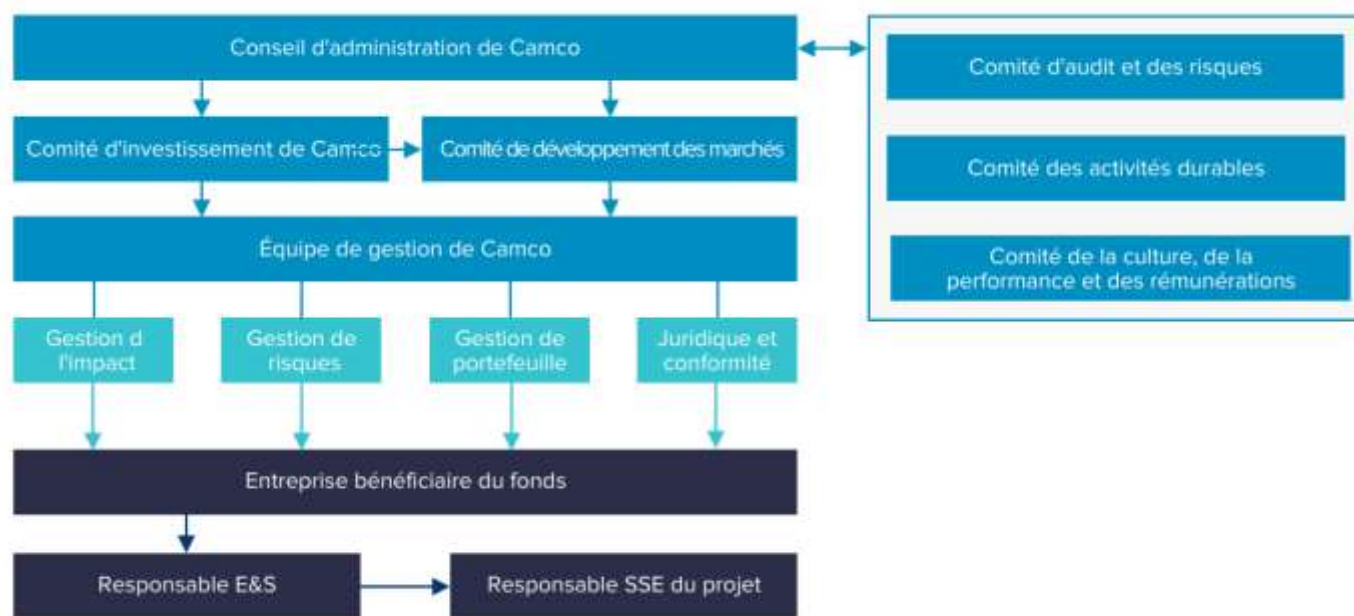 Conseil d'administration de Camco
Comité d'audit et des risques
Comité d'investissement de Camco
Comité de développement des marchés
Comité des activités durables
Équipe de gestion de Camco
Comité de la culture, de la
performance et des rémunérations
Gestion d
l'impact
Gestion de
risques
Gestion de
portefeuille
Juridique et
conformité
Entreprise bénéficiaire du fonds
Responsable E&S
Responsable SSE du projet